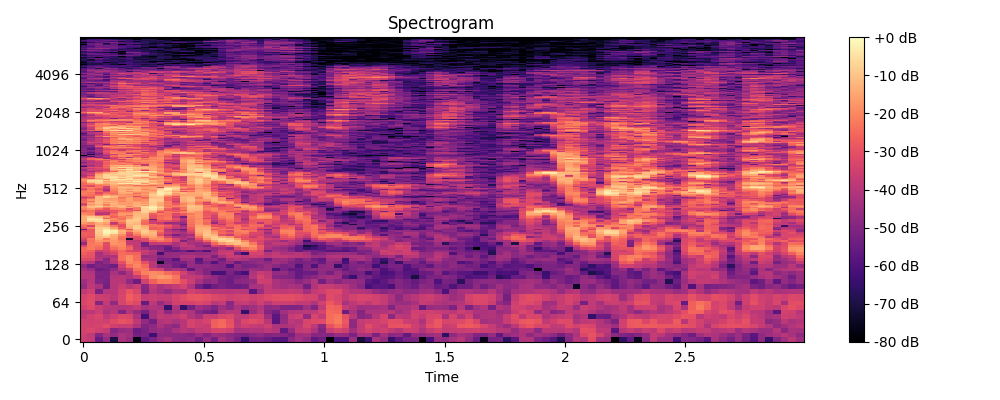 Spectrogram
Hz
4096
2048
1024
512
256
128
64
0
0
0.5
1
1.5
2
2.5
Time
+0 dB
-10 dB
-20 dB
-30 dB
-40 dB
-50 dB
-60 dB
-70 dB
-80 dB